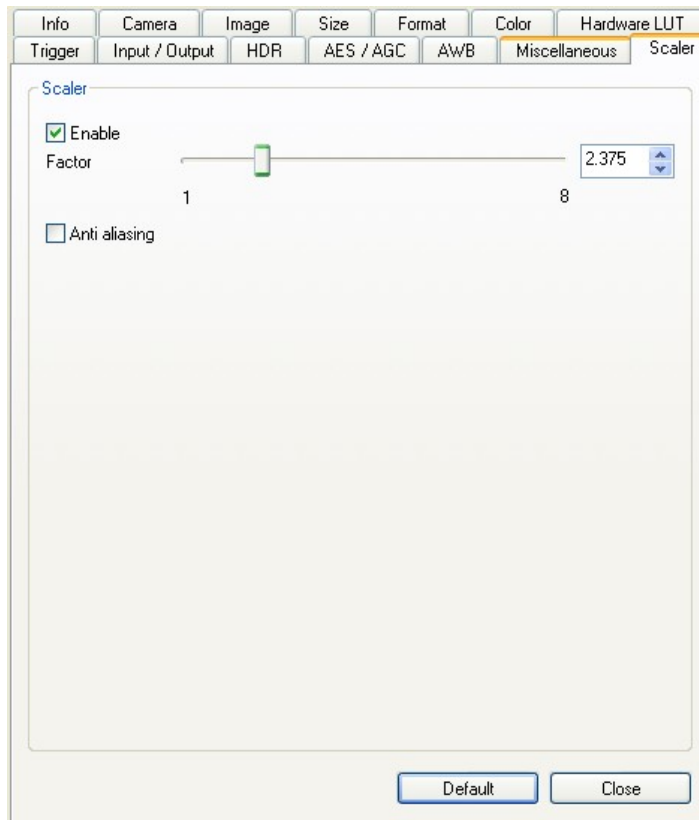 Info Camera Image Size Format Color Hardware LUT
Trigger Input / Output HDR AES / AGC AWB Miscellaneous Scaler
Scaler
Enable
Factor 2.375
1 8
Anti aliasing
Default Close